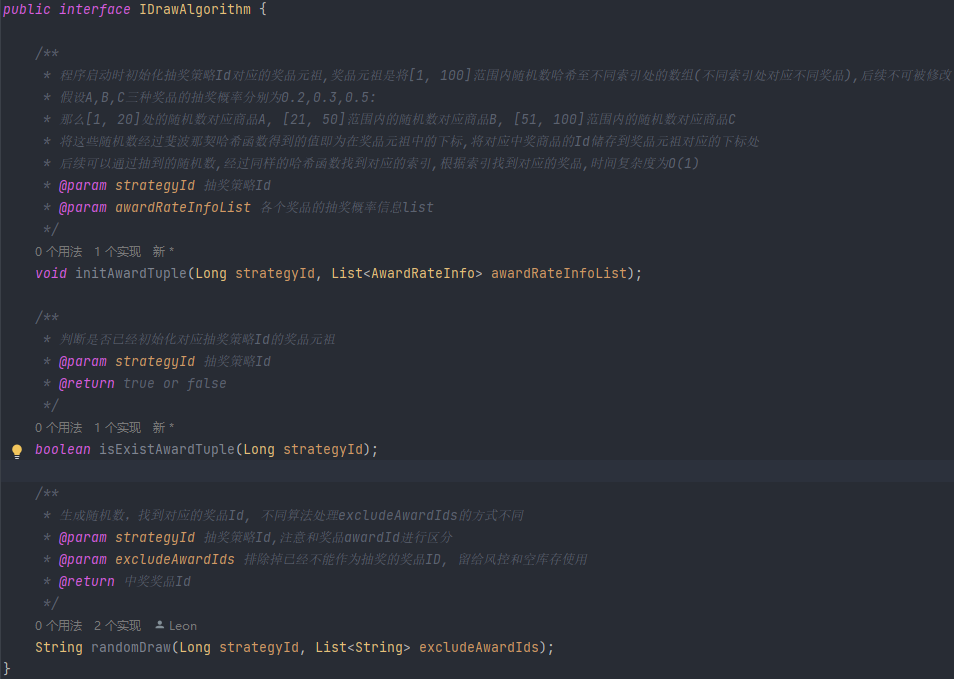 public interface IDrawAlgorithm {
/**
* 程序启动时初始化抽奖策略Id对应的奖品元祖,奖品元祖是将[1, 100]范围内随机数哈希至不同索引处的数组(不同索引处对应不同奖品),后续不可被修改
* 假设A,B,C三种奖品的抽奖概率分别为0.2,0.3,0.5:
* 那么[1, 20]处的随机数对应商品A, [21, 50]范围内的随机数对应商品B, [51, 100]范围内的随机数对应商品C
* 将这些随机数经过斐波那契哈希函数得到的值即为在奖品元祖中的下标,将对应中奖商品的Id储存到奖品元祖对应的下标处
* 后续可以通过抽到的随机数,经过同样的哈希函数找到对应的索引,根据索引找到对应的奖品,时间复杂度为O(1)
* @param strategyId 抽奖策略Id
* @param awardRateInfoList 各个奖品的抽奖概率信息list
*/
0 个用法 1 个实现 新 *
void initAwardTuple(Long strategyId, List<AwardRateInfo> awardRateInfoList);
/**
* 判断是否已经初始化对应抽奖策略Id的奖品元祖
* @param strategyId 抽奖策略Id
* @return true or false
*/
0 个用法 1 个实现 新 *
boolean isExistAwardTuple(Long strategyId);
/**
* 生成随机数，找到对应的奖品Id, 不同算法处理excludeAwardIds的方式不同
* @param strategyId 抽奖策略Id,注意和奖品awardId进行区分
* @param excludeAwardIds 排除掉已经不能作为抽奖的奖品ID, 留给风控和空库存使用
* @return 中奖奖品Id
*/
0 个用法 2 个实现 Leon
String randomDraw(Long strategyId, List<String> excludeAwardIds);
}